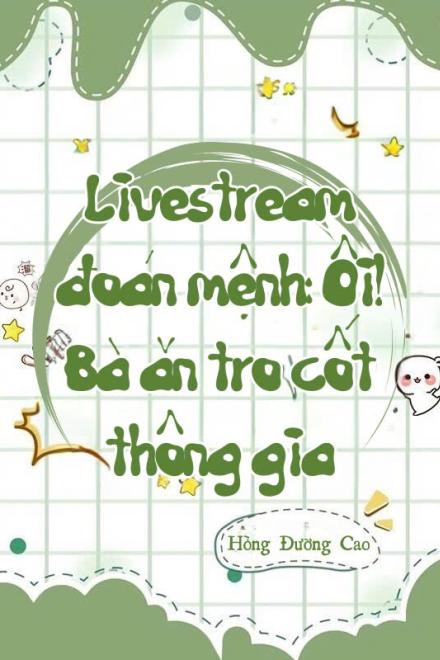 Livestream
đoán mệnh: Ôi!
Bà ăn tro cốt
thông gia
Hồng Đường Cao